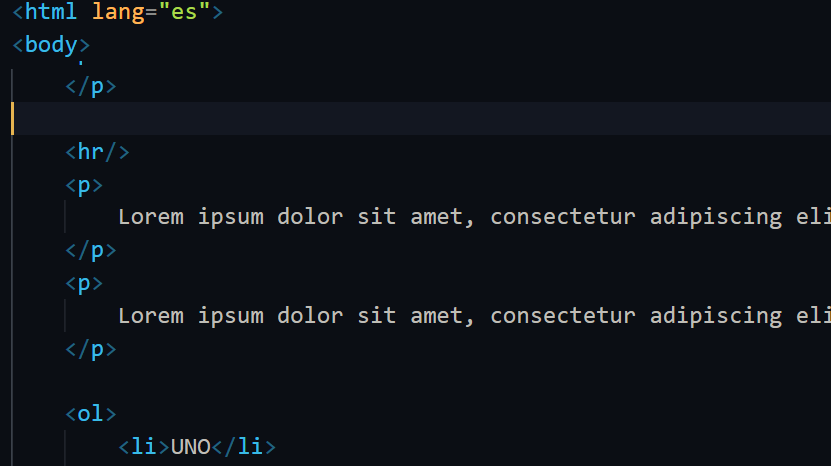 <html lang="es">
<body>
</p>
<hr/>
<p>
Lorem ipsum dolor sit amet, consectetur adipiscing eli
</p>
<p>
Lorem ipsum dolor sit amet, consectetur adipiscing eli
</p>
<ol>
<li>UNO</li>